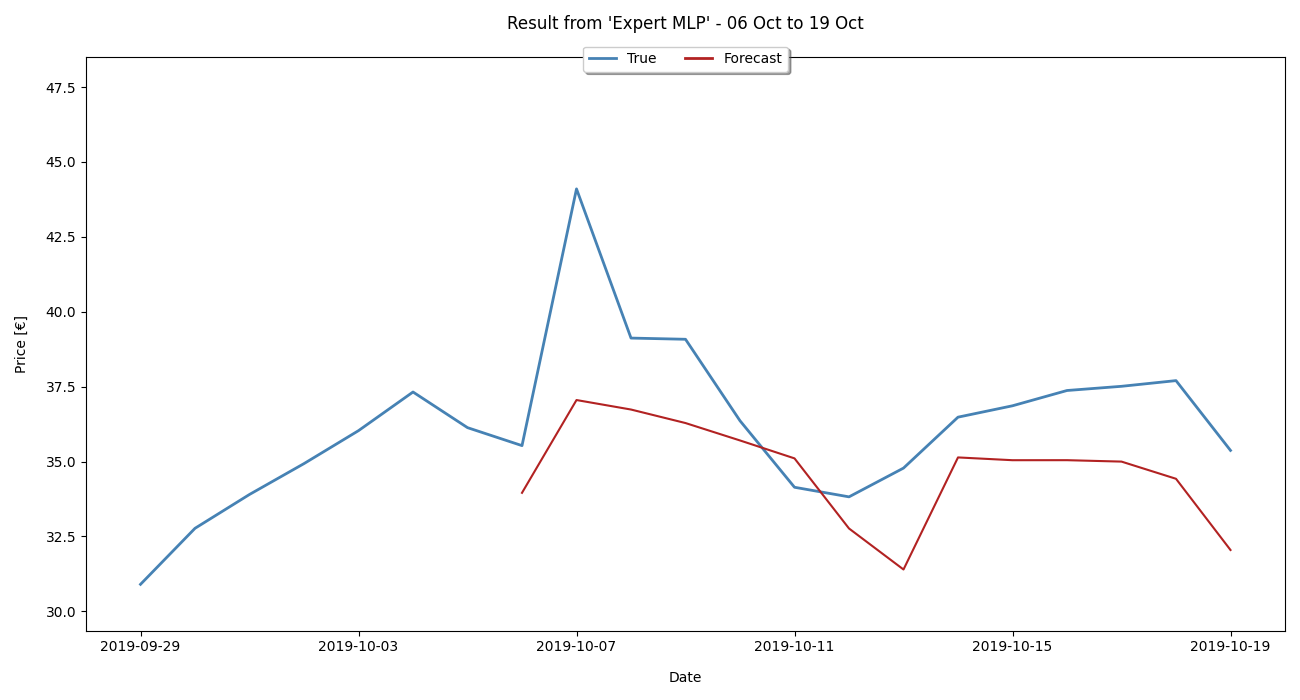 Result from 'Expert MLP' - 06 Oct to 19 Oct
True Forecast
47.5
45.0
42.5
40.0
37.5
35.0
32.5
30.0
Price [€]
2019-09-29 2019-10-03 2019-10-07 2019-10-11 2019-10-15 2019-10-19
Date